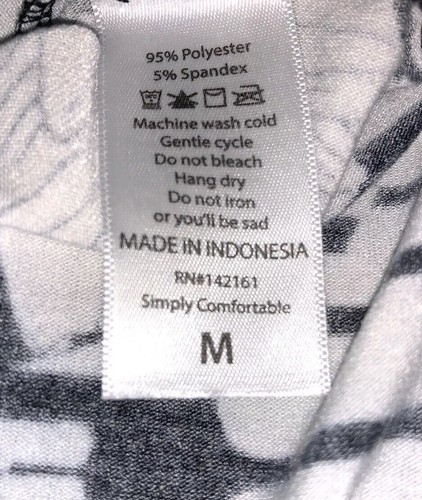 95% Polyester
5% Spandex
Machine wash cold
Gentle cycle
Do not bleach
Hang dry
Do not iron
or you'll be sad
MADE IN INDONESIA
RN#142161
Simply Comfortable
M